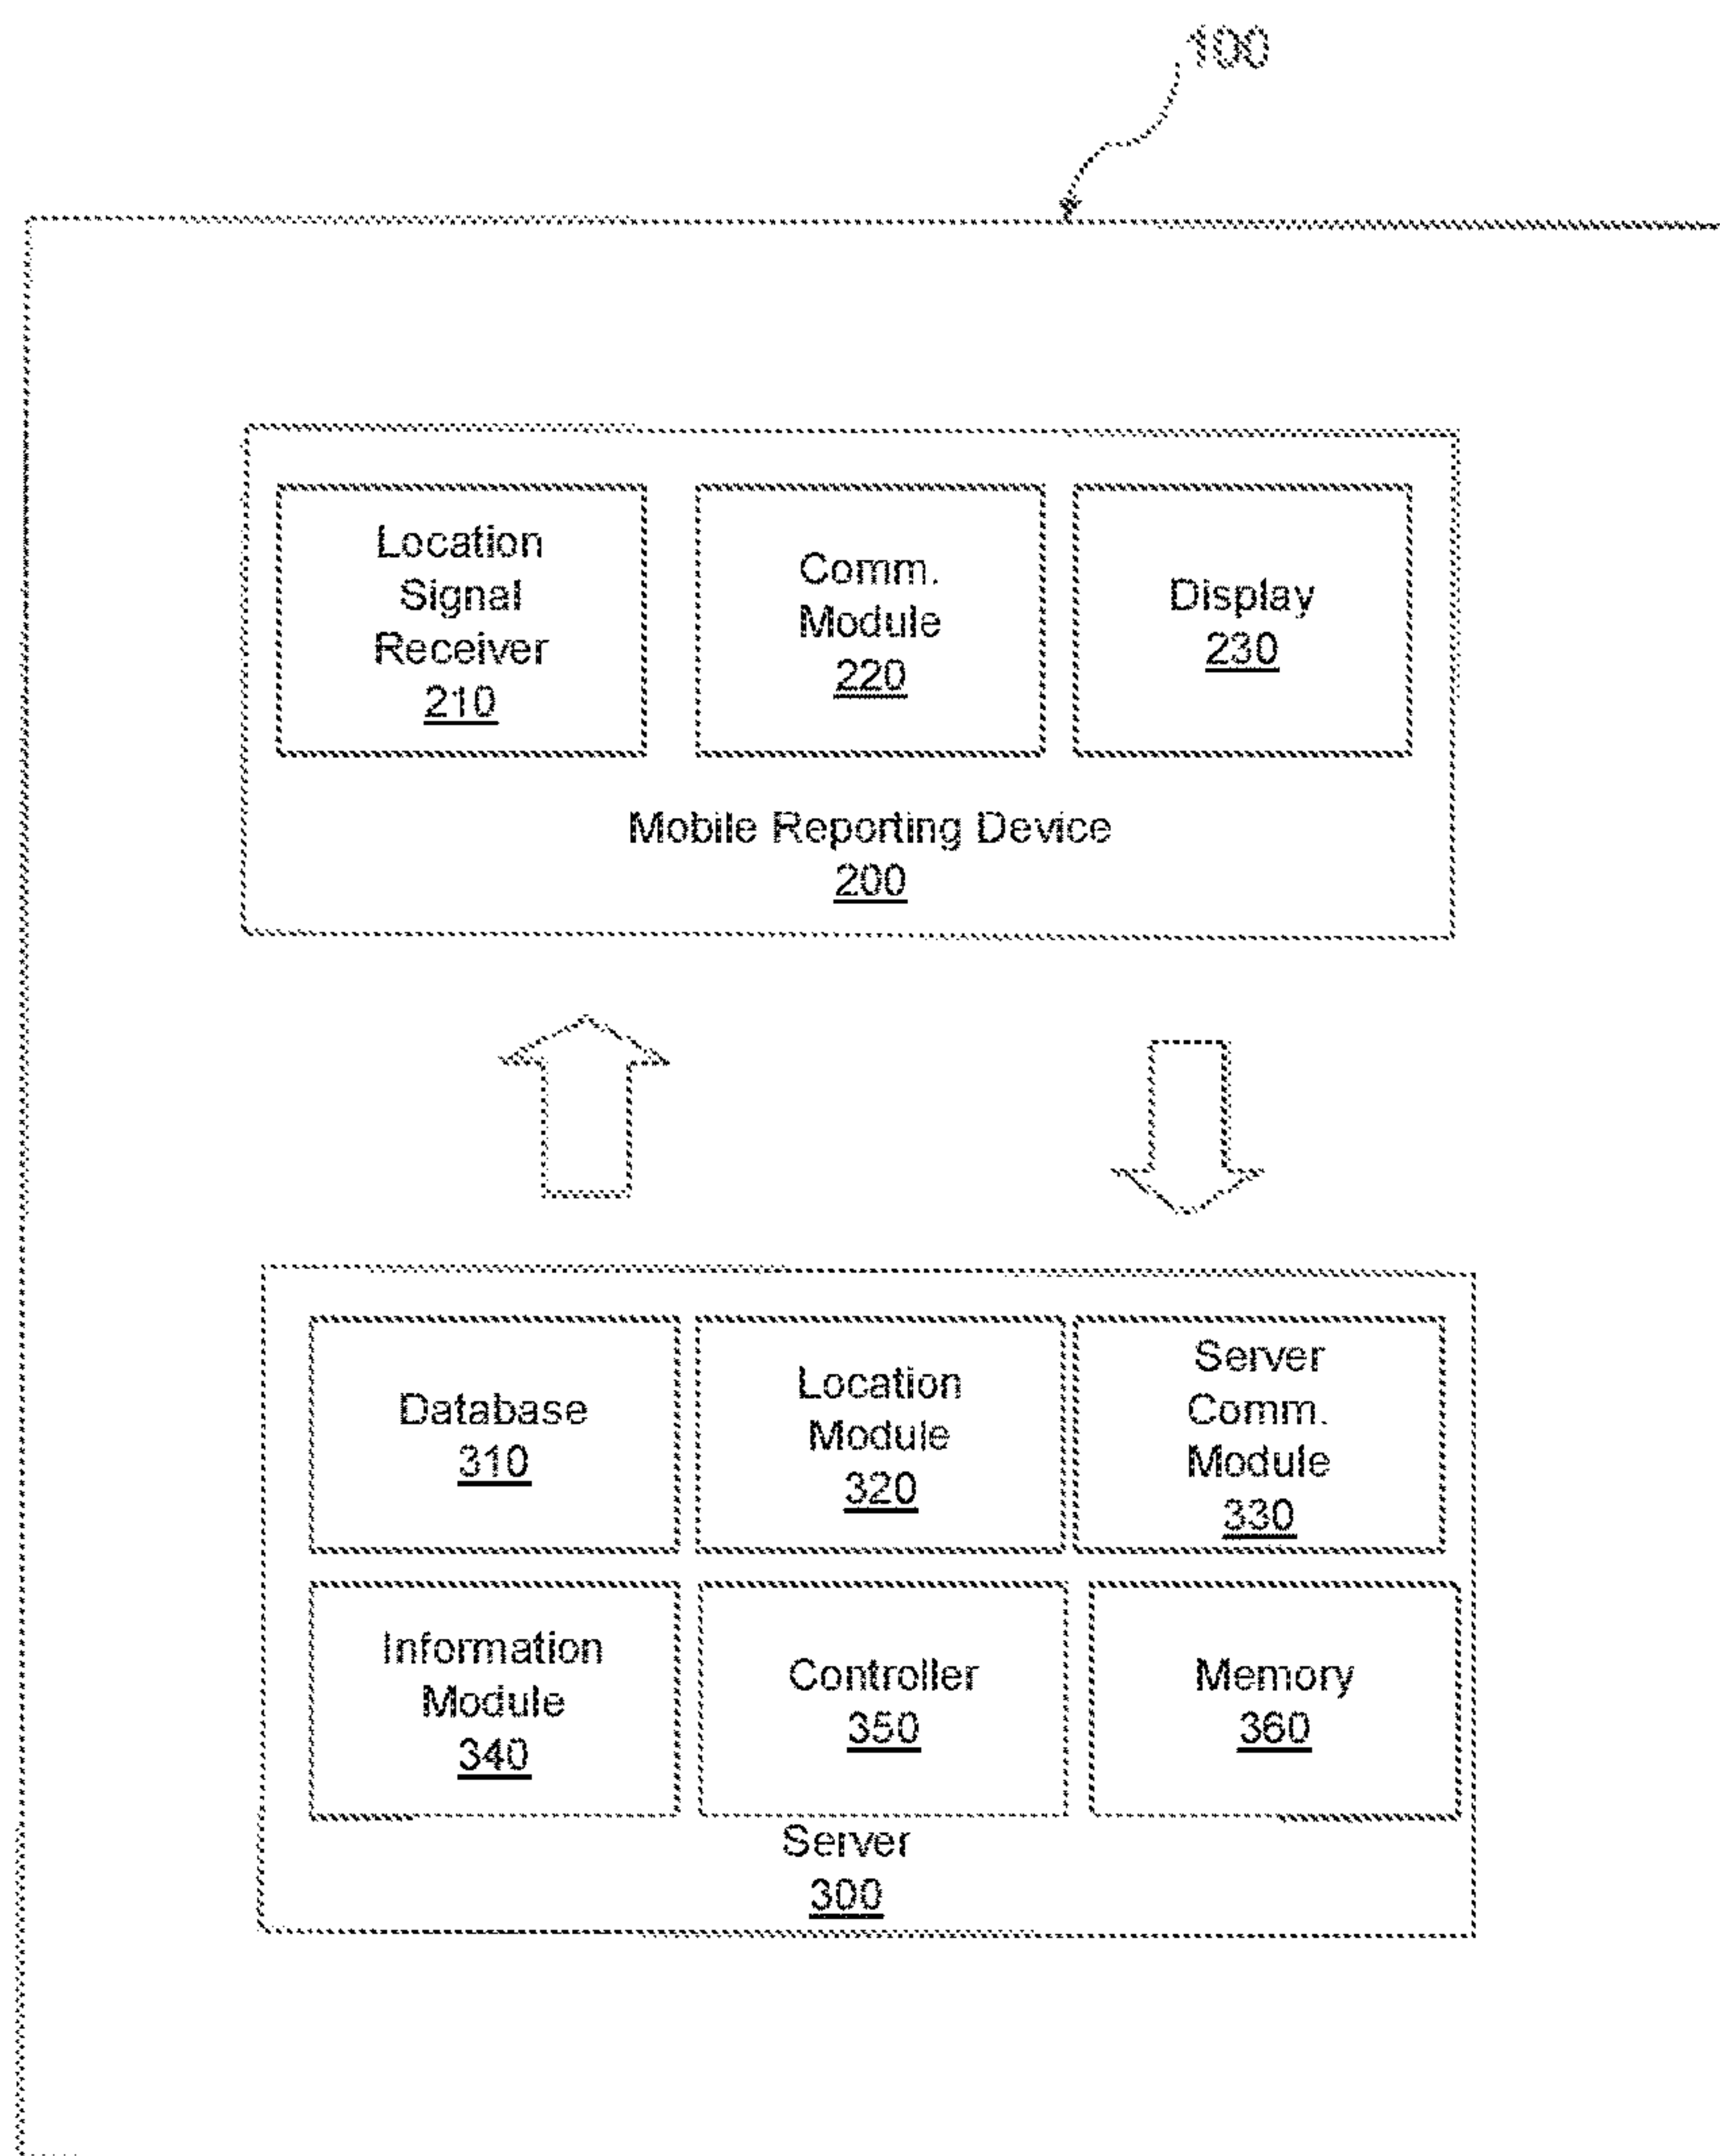 100
Location
Signal
Receiver
210
Comm.
Module
220
Display
230
Mobile Reporting Device
200
Database
310
Location
Module
320
Server
Comm.
Module
330
Information
Module
340
Controller
350
Memory
360
Server
300